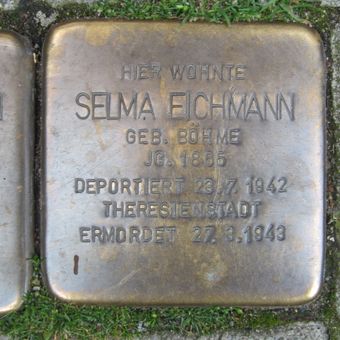 HIER WOHNTE
SELMA EICHMANN
GEB. BÖHME
JG. 1865
DEPORTIERT 23.7.1942
THERESIENSTADT
ERMORDET 27.3.1943